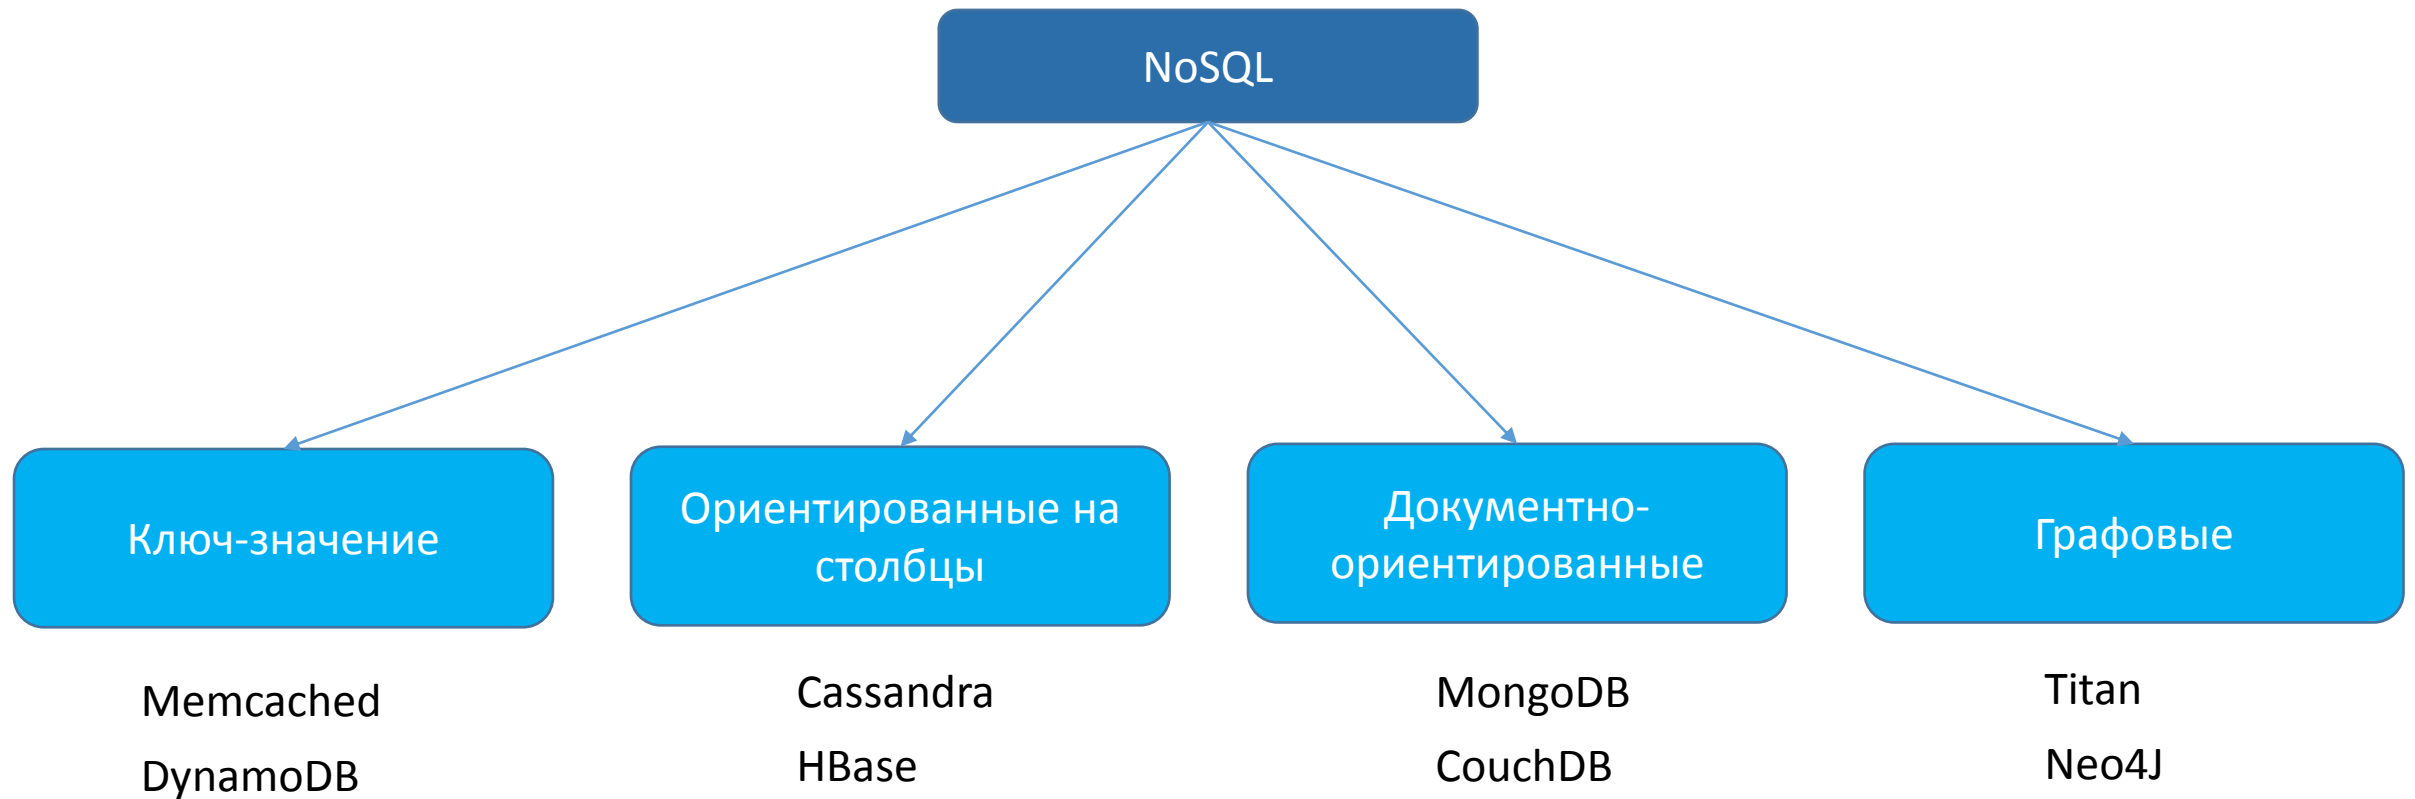 NoSQL
Ключ-значение
Ориентированные на
столбцы
Документно-
ориентированные
Графовые
Memcached
DynamoDB
Cassandra
HBase
MongoDB
CouchDB
Titan
Neo4J